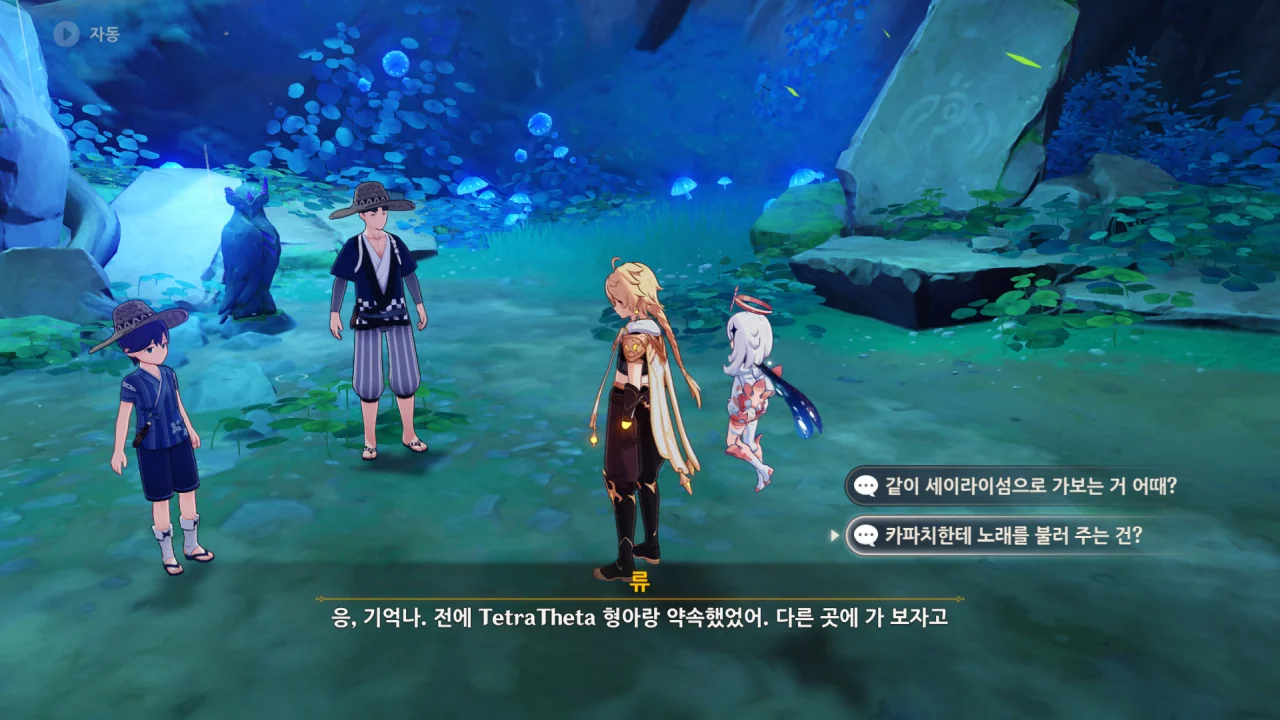 자동
같이 세이라이섬으로 가보는 거 어때?
카파치한테 노래를 불러 주는 건?
류
응, 기억나. 전에 TetraTheta 형아랑 약속했었어. 다른 곳에 가 보자고